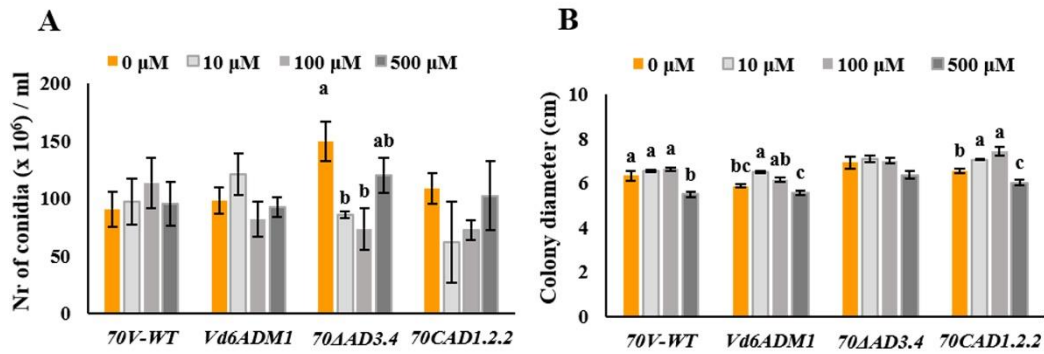 A
0 μM 10 μM 100 μM 500 μM
Nr of conidia (x 10⁶) / ml
200
150
100
50
0
a
b
b
ab
70V-WT Vd6ADM1 70ΔAD3.4 70CAD1.2.2
B
0 μM 10 μM 100 μM 500 μM
Colony diameter (cm)
10
8
6
4
2
0
a a a b
bc a ab c
b a a c
70V-WT Vd6ADM1 70ΔAD3.4 70CAD1.2.2